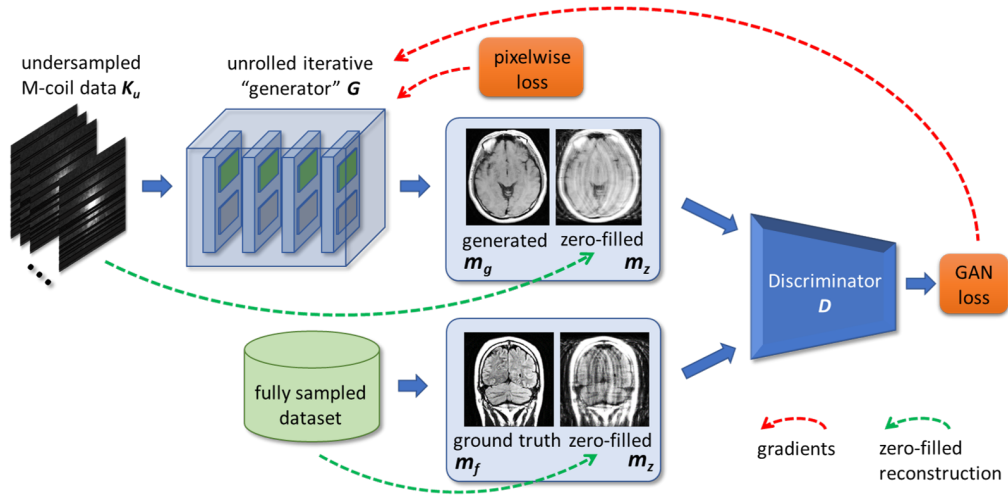 undersampled
M-coil data Ku
unrolled iterative
“generator” G
pixelwise
loss
generated
zero-filled
mg
mz
Discriminator
D
GAN
loss
fully sampled
dataset
ground truth
zero-filled
mf
mz
gradients
zero-filled
reconstruction